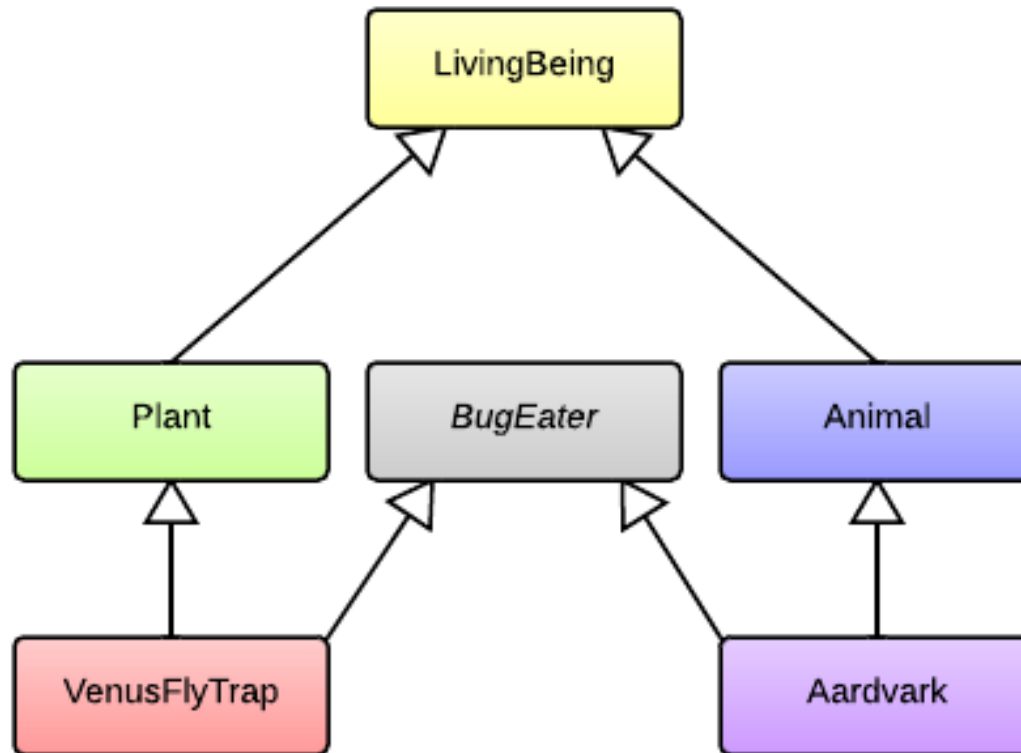 LivingBeing
Plant
BugEater
Animal
VenusFlyTrap
Aardvark